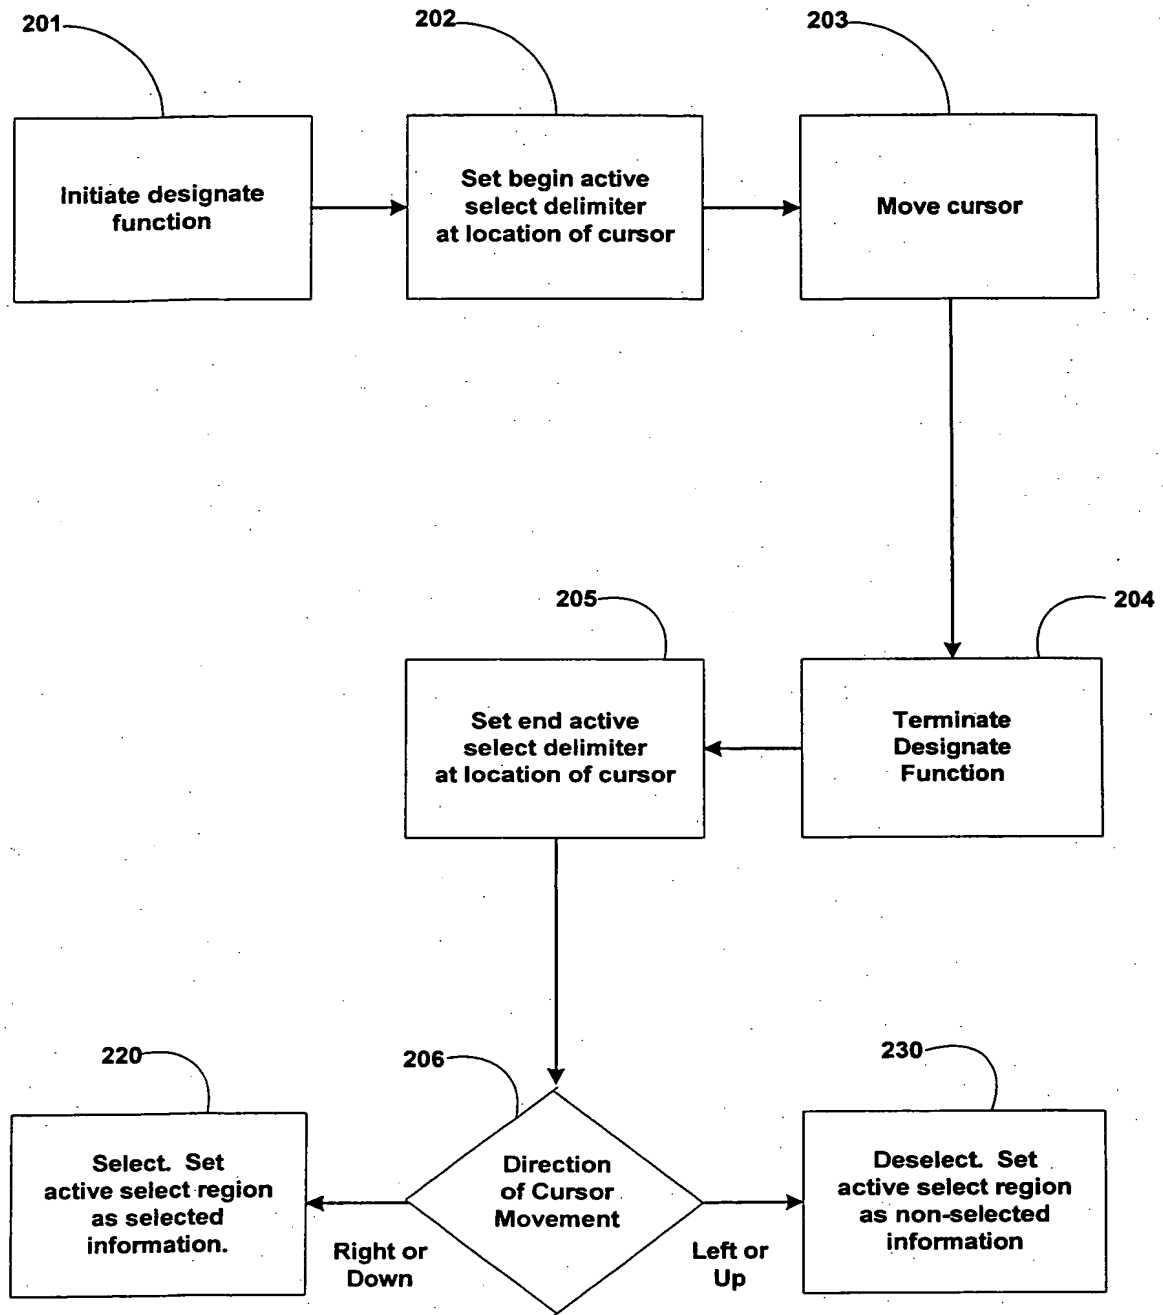 201
202
203
Initiate designate
function
Set begin active
select delimiter
at location of cursor
Move cursor
205
204
Set end active
select delimiter
at location of cursor
Terminate
Designate
Function
220
206
230
Select. Set
active select region
as selected
information.
Direction
of Cursor
Movement
Deselect. Set
active select region
as non-selected
information
Right or
Down
Left or
Up